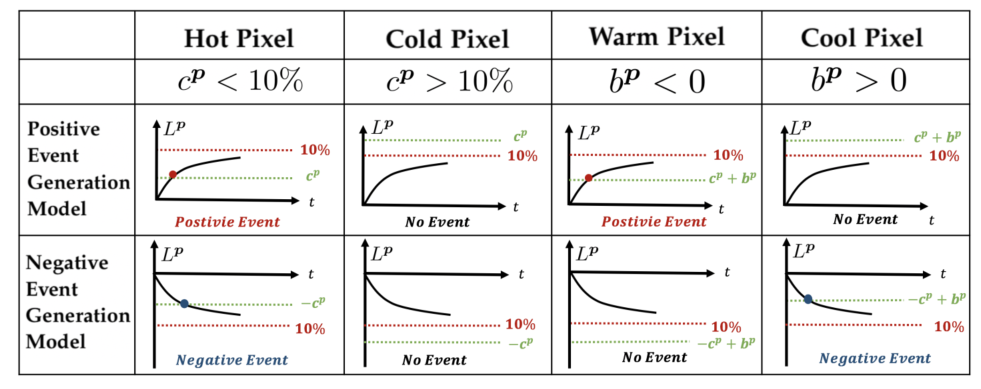 Hot Pixel
Cold Pixel
Warm Pixel
Cool Pixel
c^p < 10%
c^p > 10%
b^p < 0
b^p > 0
Positive
Event
Generation
Model
L^p
10%
c^p
t
Postivie Event
L^p
c^p
10%
t
No Event
L^p
10%
c^p + b^p
t
Postivie Event
L^p
c^p + b^p
10%
t
No Event
Negative
Event
Generation
Model
L^p
t
−c^p
10%
Negative Event
L^p
t
10%
−c^p
No Event
L^p
t
10%
−c^p + b^p
No Event
L^p
t
−c^p + b^p
10%
Negative Event